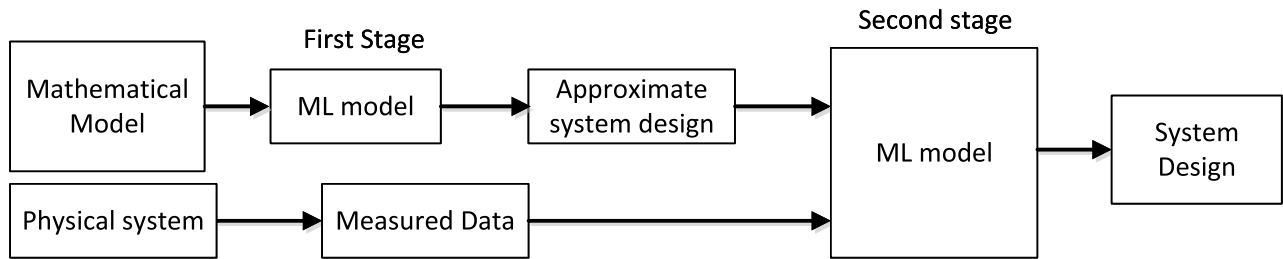 Second stage
First Stage
Mathematical
Model
ML model
Approximate
system design
ML model
System
Design
Physical system
Measured Data